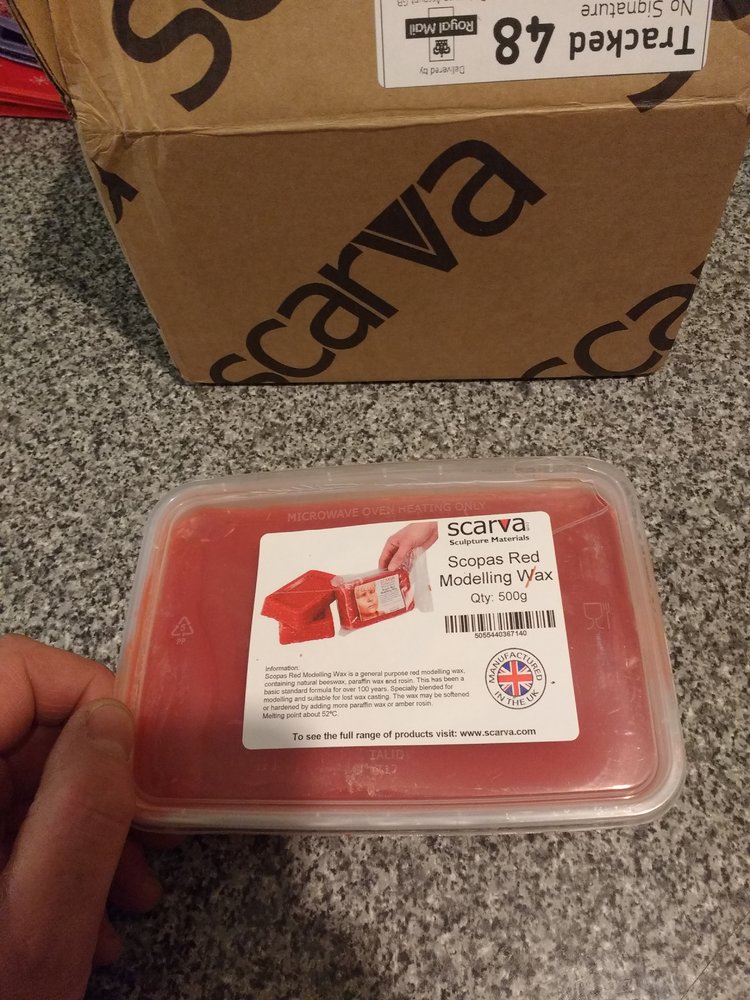 Tracked 48
No Signature
Delivered by
Royal Mail
scarva
MICROWAVE OVEN HEATING ONLY
scarva
Sculpture Materials
Scopas Red
Modelling Wax
Qty: 500g
5055440367140
MANUFACTURED
IN THE UK
Information:
Scopas Red Modelling Wax is a general purpose red modelling wax,
containing natural beeswax, paraffin wax and rosin. This has been a
basic standard formula for over 100 years. Specially blended for
modelling and suitable for lost wax casting. The wax may be softened
or hardened by adding more paraffin wax or amber rosin.
Melting point about 52ºC.
To see the full range of products visit: www.scarva.com
5
PP